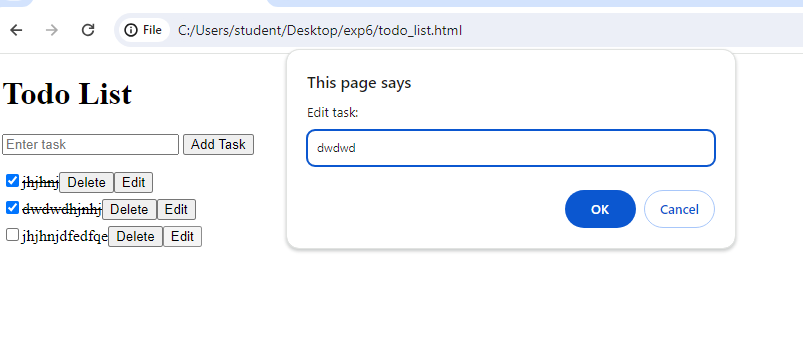 File C:/Users/student/Desktop/exp6/todo_list.html
Todo List
Enter task Add Task
jhjhnj Delete Edit
dwdwdhjnhj Delete Edit
jhjhnjdfedfqe Delete Edit
This page says
Edit task:
dwdwd
OK Cancel